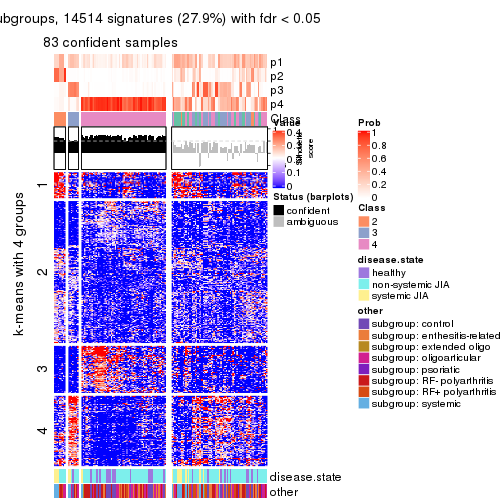 ubgroups, 14514 signatures (27.9%) with fdr < 0.05
83 confident samples
p1
p2
p3
p4
Class
1
2
3
4
k-means with 4 groups
Value
0.4
0.3
0.2
0.1
0
1
Silhouette
score
Status (barplots)
confident
ambiguous
Prob
1
0.8
0.6
0.4
0.2
0
Class
2
3
4
disease.state
healthy
non-systemic JIA
systemic JIA
other
subgroup: control
subgroup: enthesitis-related
subgroup: extended oligo
subgroup: oligoarticular
subgroup: psoriatic
subgroup: RF- polyarthritis
subgroup: RF+ polyarthritis
subgroup: systemic
disease.state
other